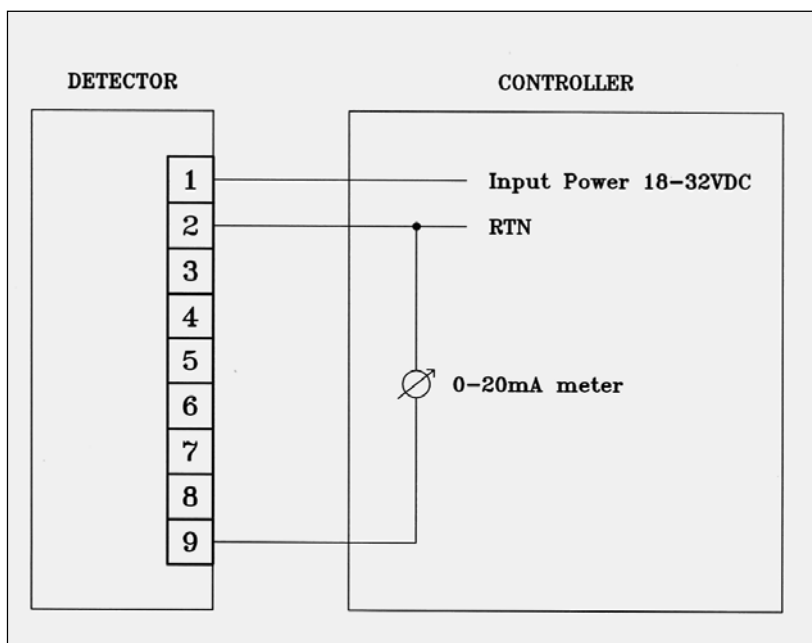 DETECTOR
CONTROLLER
1
Input Power 18-32VDC
2
RTN
3
4
5
0-20mA meter
6
7
8
9